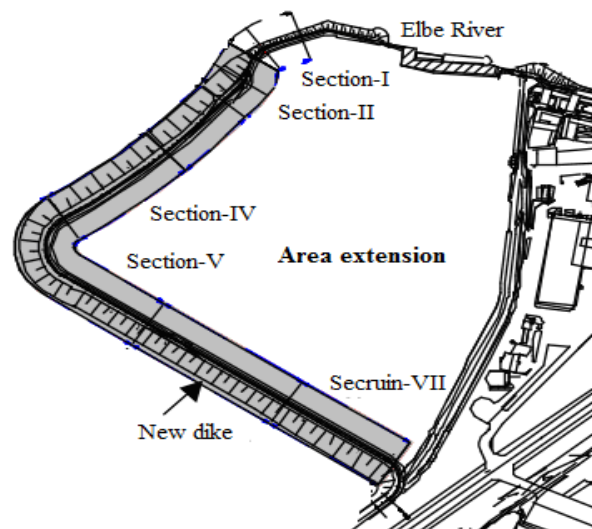 Elbe River
Section-I
Section-II
Section-IV
Section-V
Area extension
Secruin-VII
New dike